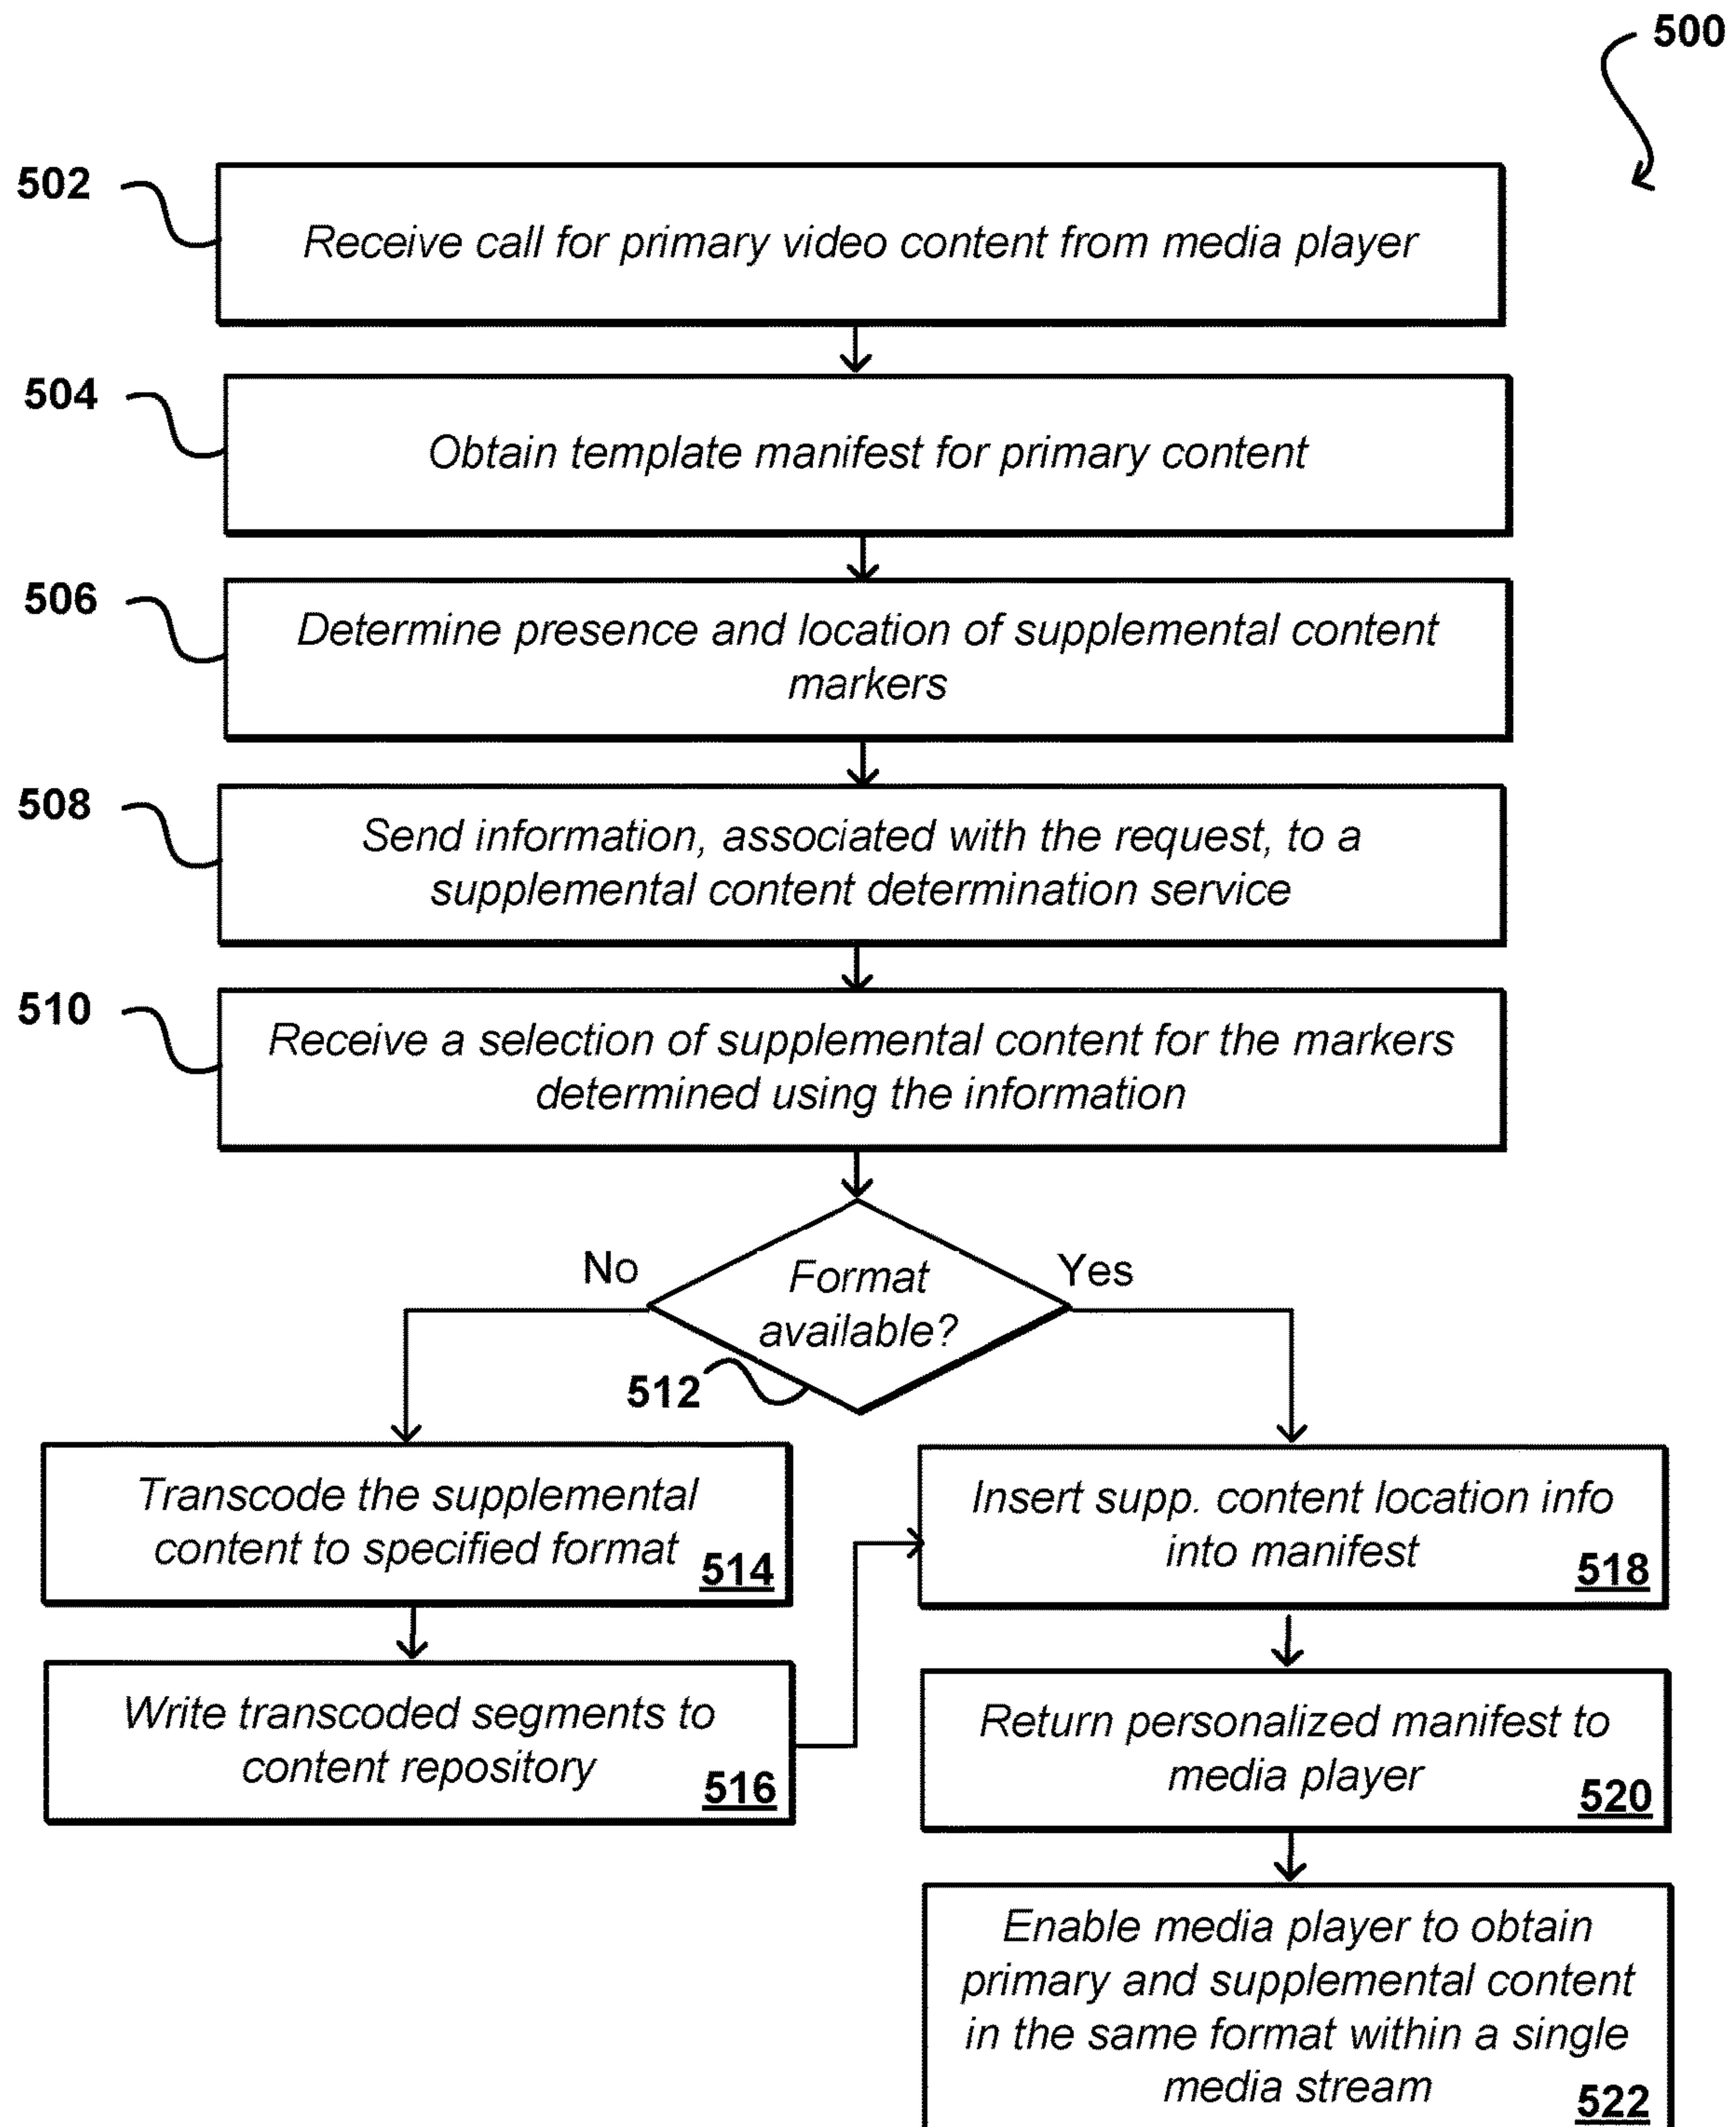 500
502
Receive call for primary video content from media player
504
Obtain template manifest for primary content
506
Determine presence and location of supplemental content
markers
508
Send information, associated with the request, to a
supplemental content determination service
510
Receive a selection of supplemental content for the markers
determined using the information
No
Format
available?
Yes
512
Transcode the supplemental
content to specified format
514
Insert supp. content location info
into manifest
518
Write transcoded segments to
content repository
516
Return personalized manifest to
media player
520
Enable media player to obtain
primary and supplemental content
in the same format within a single
media stream
522